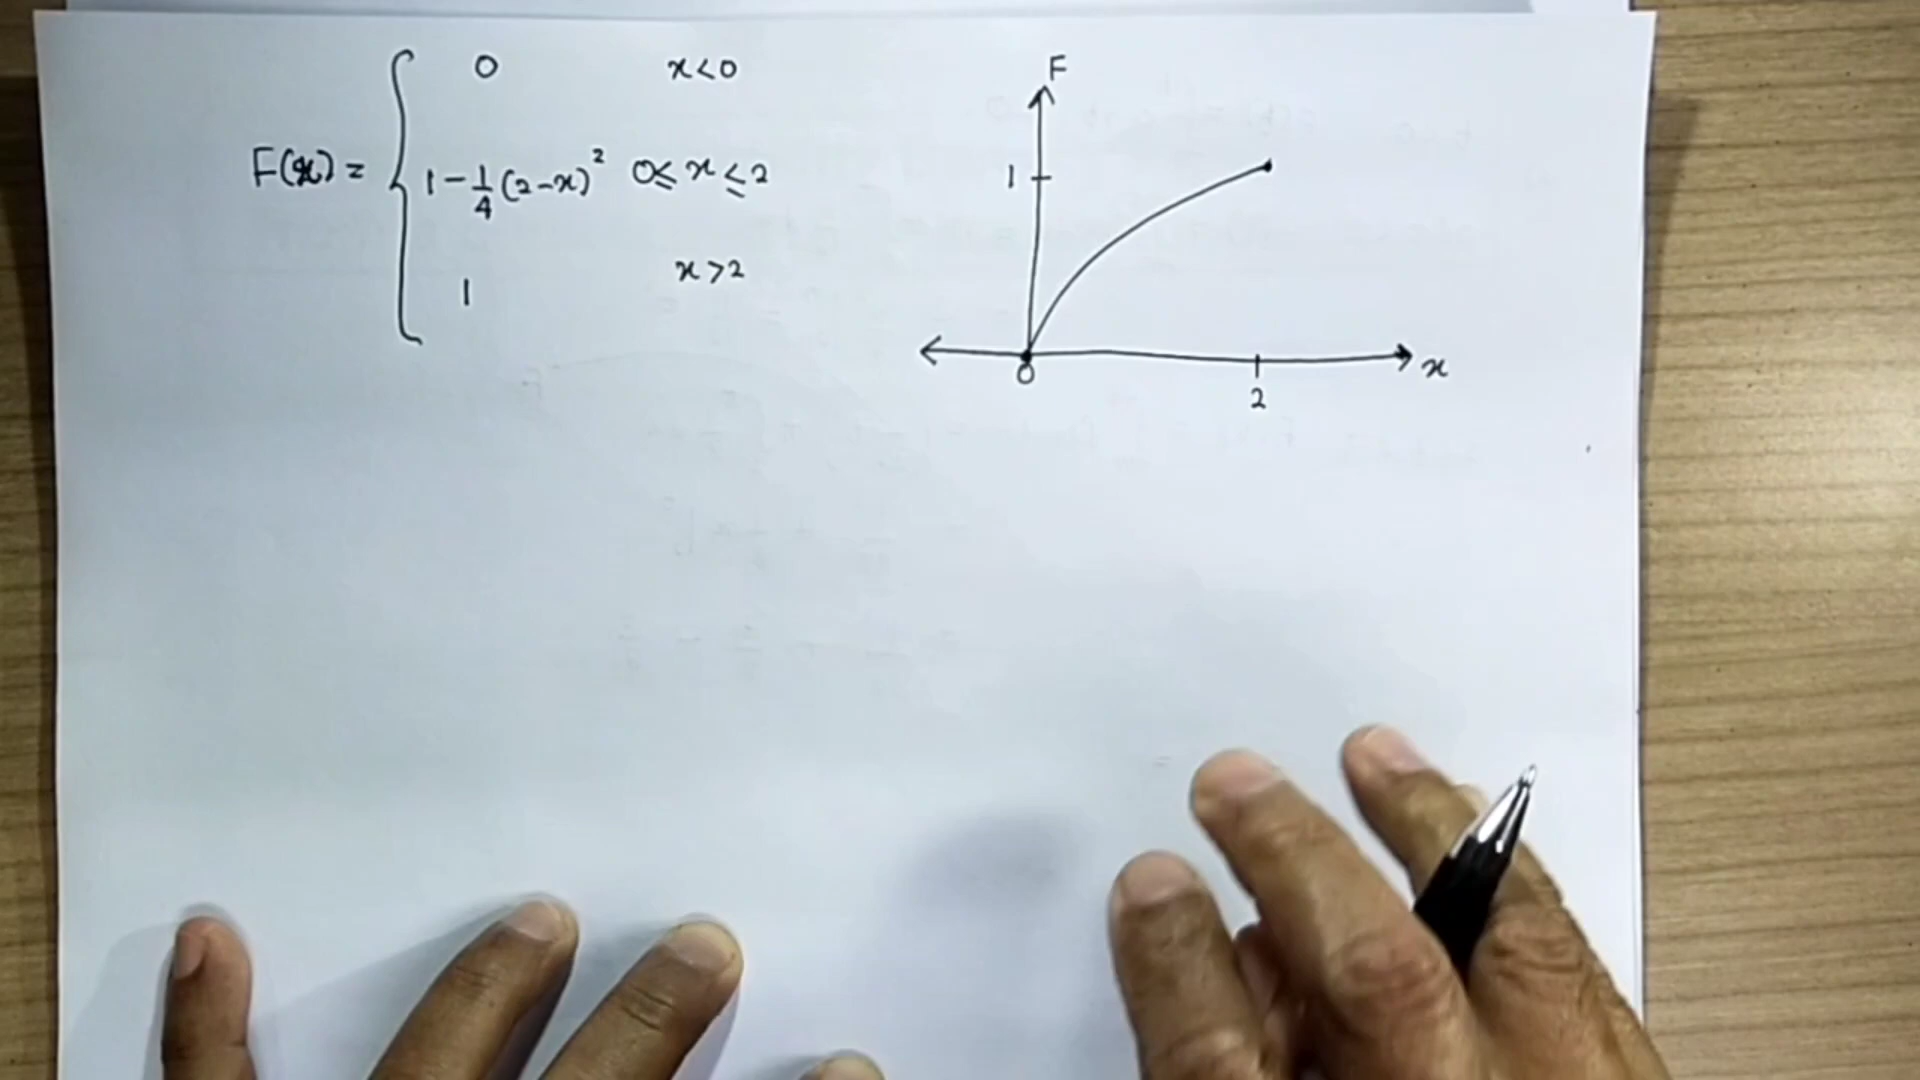 0 x<0
F(x) = 1 - 1/4 (2-x)² 0 ≤ x ≤ 2
1 x>2
F
1
0
2
x